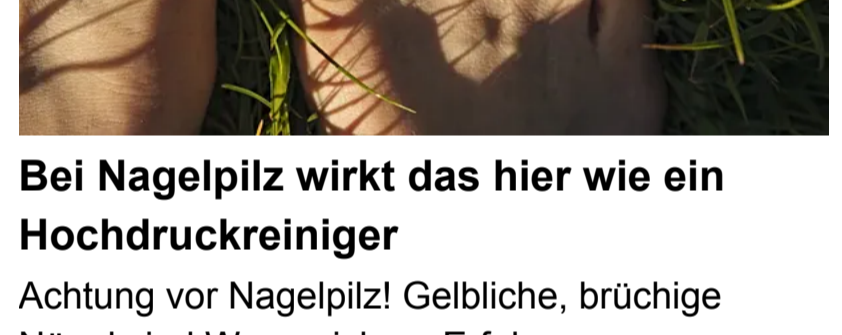 Bei Nagelpilz wirkt das hier wie ein
Hochdruckreiniger
Achtung vor Nagelpilz! Gelbliche, brüchige